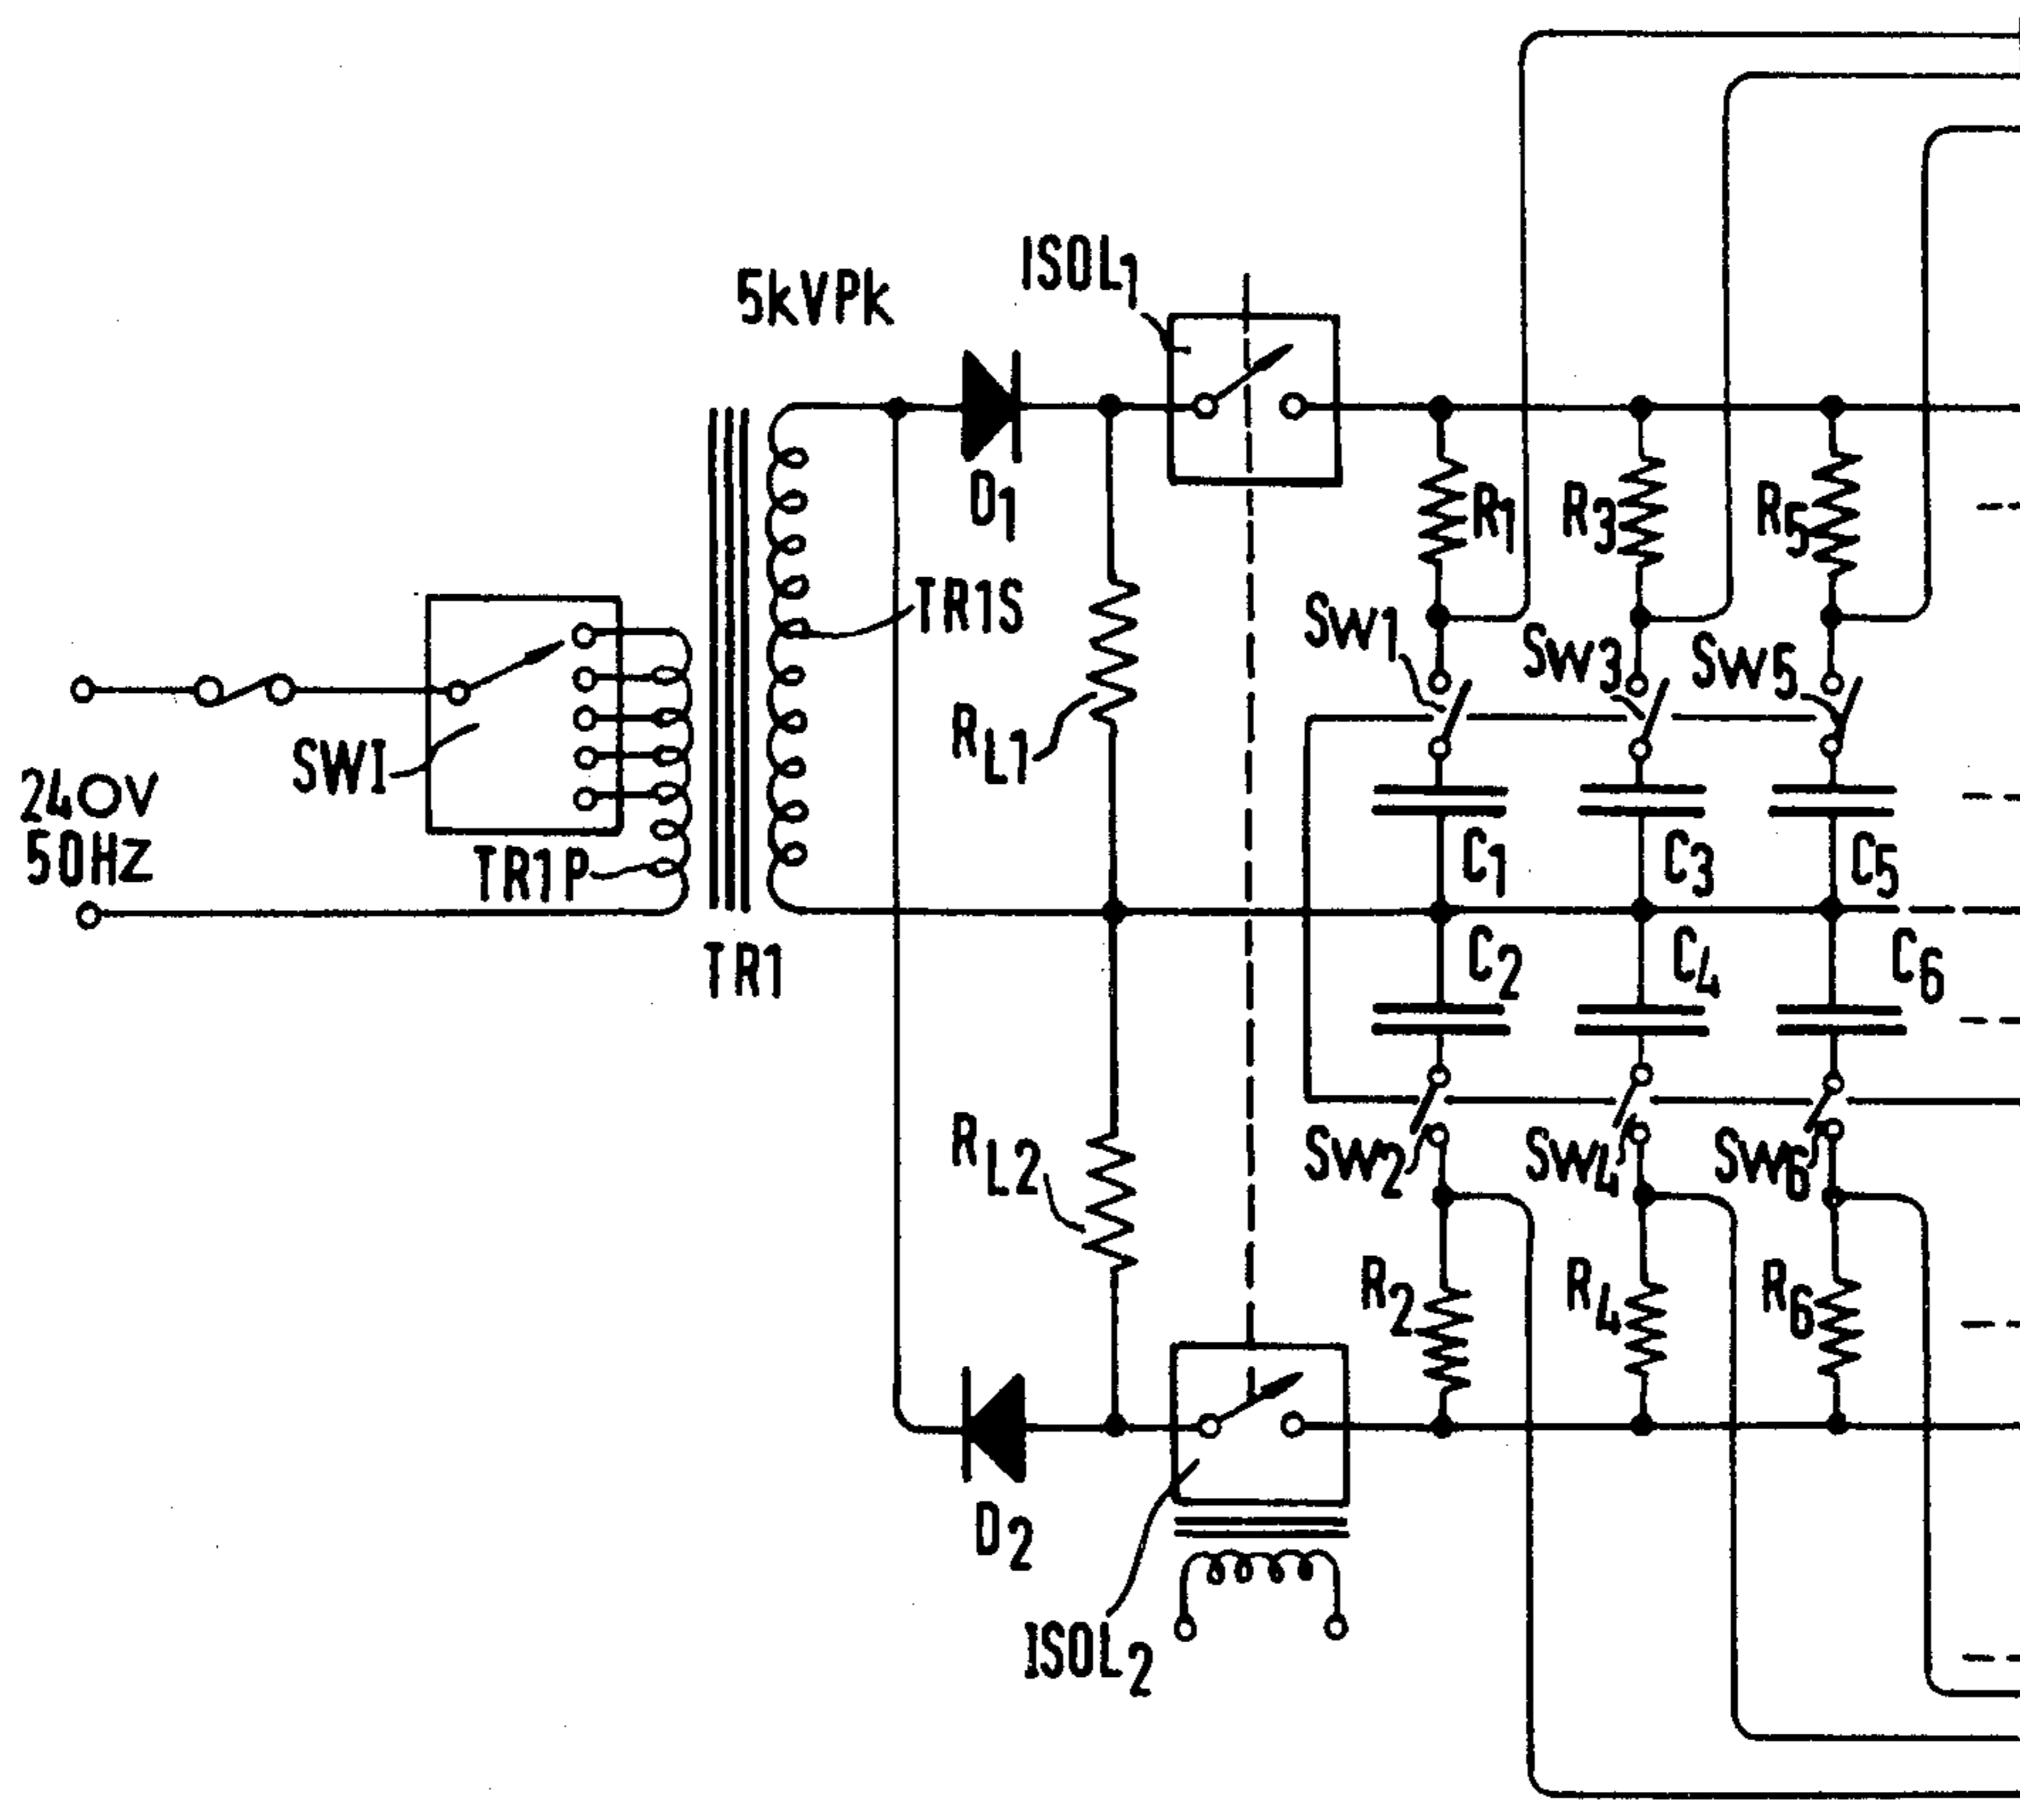 ISOL1
5kVPk
D1
R1
R3
R5
TR1S
SW1
SW3
SW5
RL1
SWI
240V
50HZ
TR1P
C1
C3
C5
TR1
C2
C4
C6
RL2
SW2
SW4
SW6
R2
R4
R6
D2
ISOL2